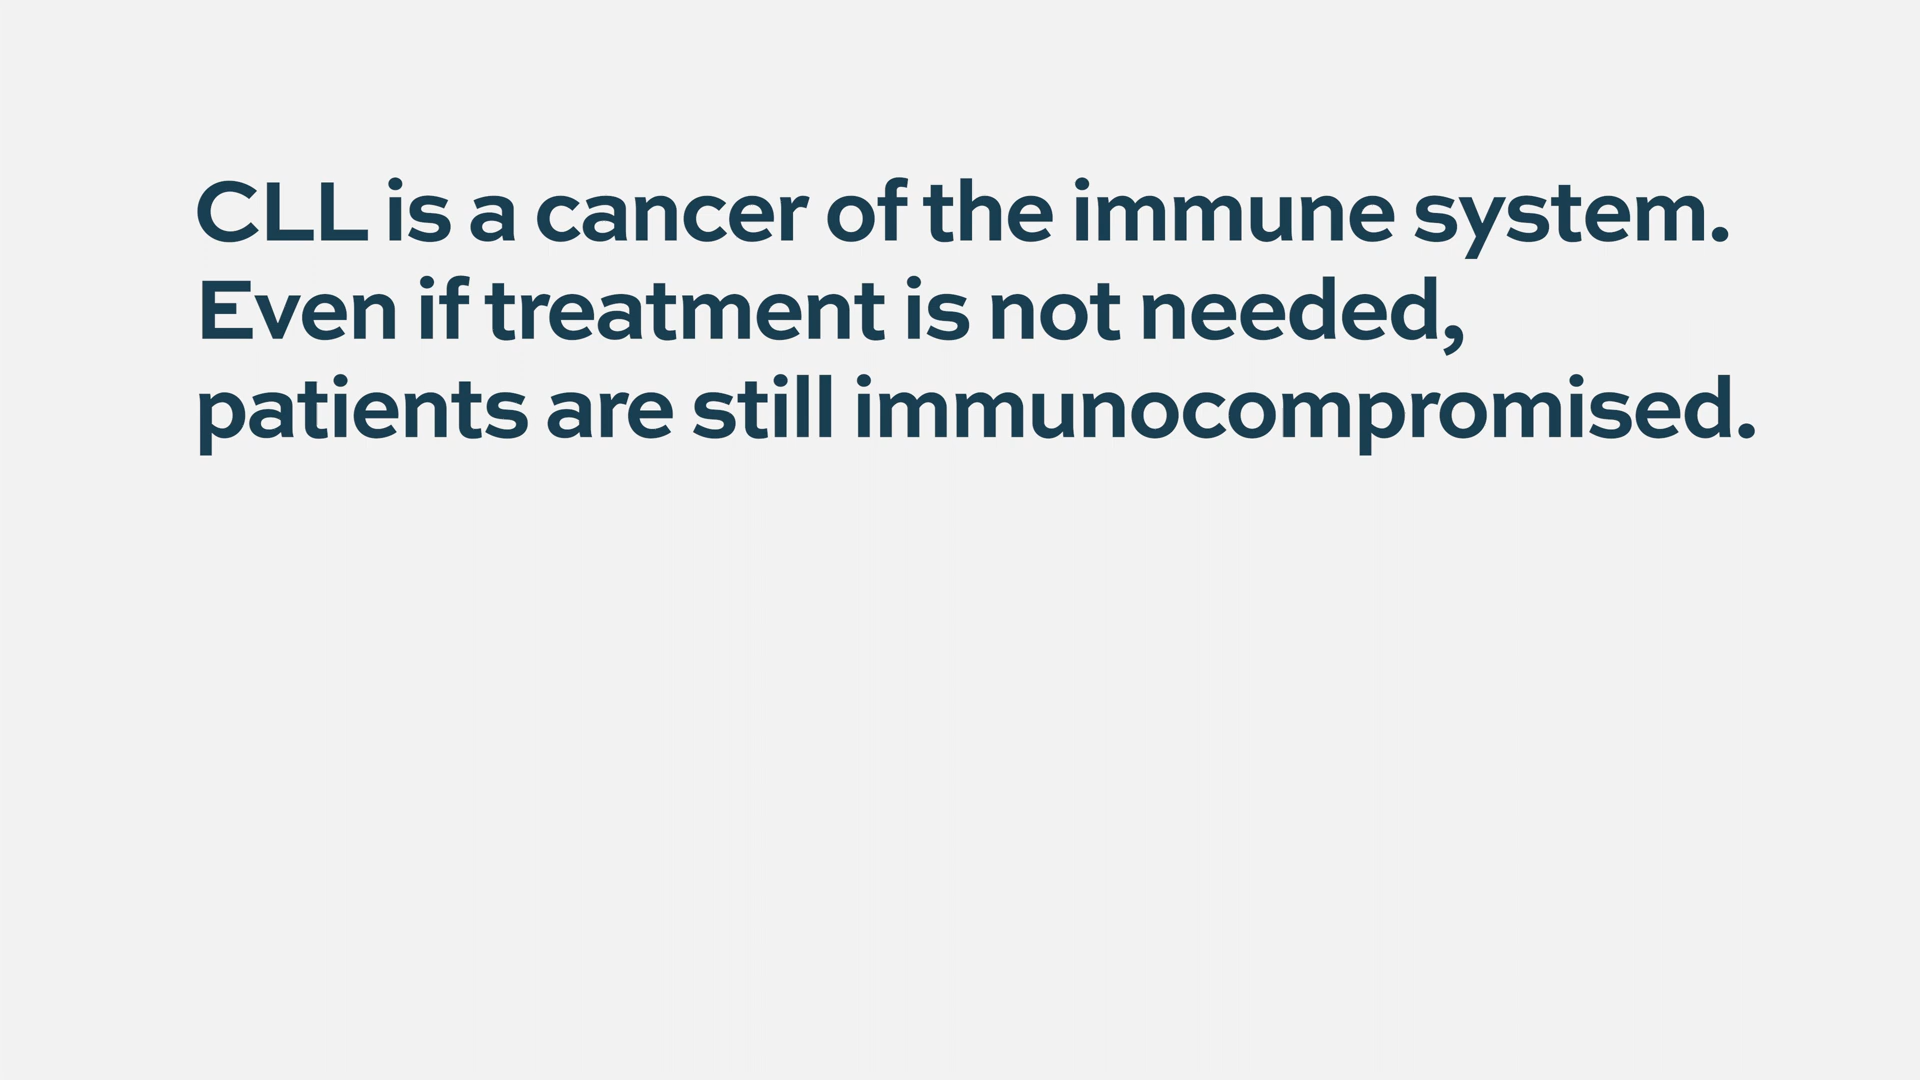 CLL is a cancer of the immune system.
Even if treatment is not needed,
patients are still immunocompromised.